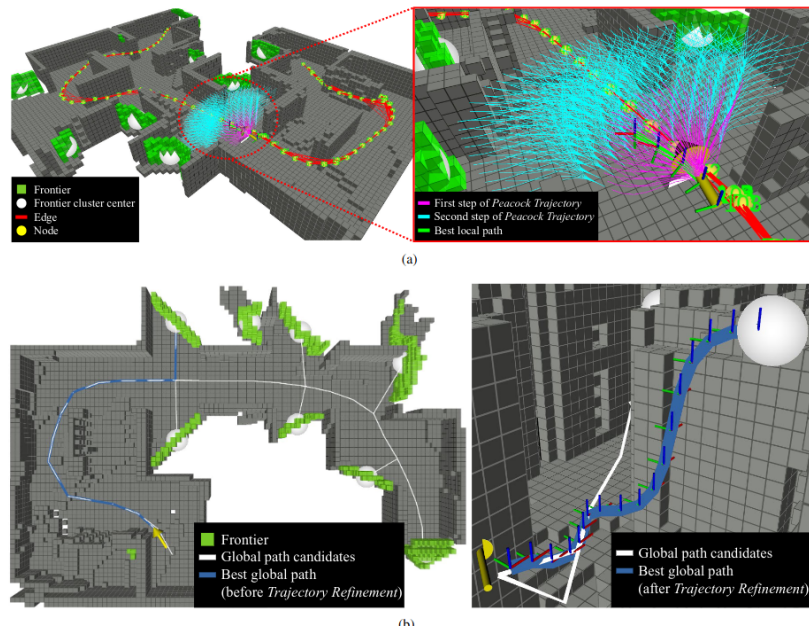 Frontier
Frontier cluster center
Edge
Node
First step of Peacock Trajectory
Second step of Peacock Trajectory
Best local path
(a)
Frontier
Global path candidates
Best global path
(before Trajectory Refinement)
Global path candidates
Best global path
(after Trajectory Refinement)
(b)